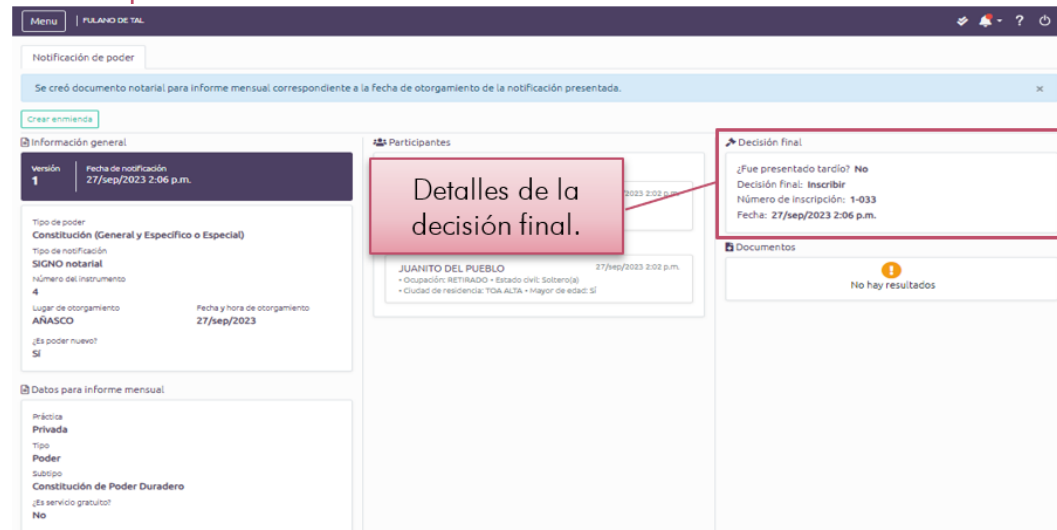 Menu
FULANO DE TAL
?
Notificación de poder
Se creó documento notarial para informe mensual correspondiente a la fecha de otorgamiento de la notificación presentada.
×
Crear enmienda
Información general
Versión
1
Fecha de notificación
27/sep/2023 2:06 p.m.
Tipo de poder
Constitución (General y Específico o Especial)
Tipo de notificación
SIGNO notarial
Número del instrumento
4
Lugar de otorgamiento
AÑASCO
Fecha y hora de otorgamiento
27/sep/2023
¿Es poder nuevo?
Sí
Datos para informe mensual
Práctica
Privada
Tipo
Poder
Subtipo
Constitución de Poder Duradero
¿Es servicio gratuito?
No
Participantes
2023 2:02 p.m.
Detalles de la
decisión final.
JUANITO DEL PUEBLO
27/sep/2023 2:02 p.m.
• Ocupación: RETIRADO • Estado civil: Soltero(a)
• Ciudad de residencia: TOA ALTA • Mayor de edad: Sí
Decisión final
¿Fue presentado tardío? No
Decisión final: Inscribir
Número de inscripción: 1-033
Fecha: 27/sep/2023 2:06 p.m.
Documentos
No hay resultados